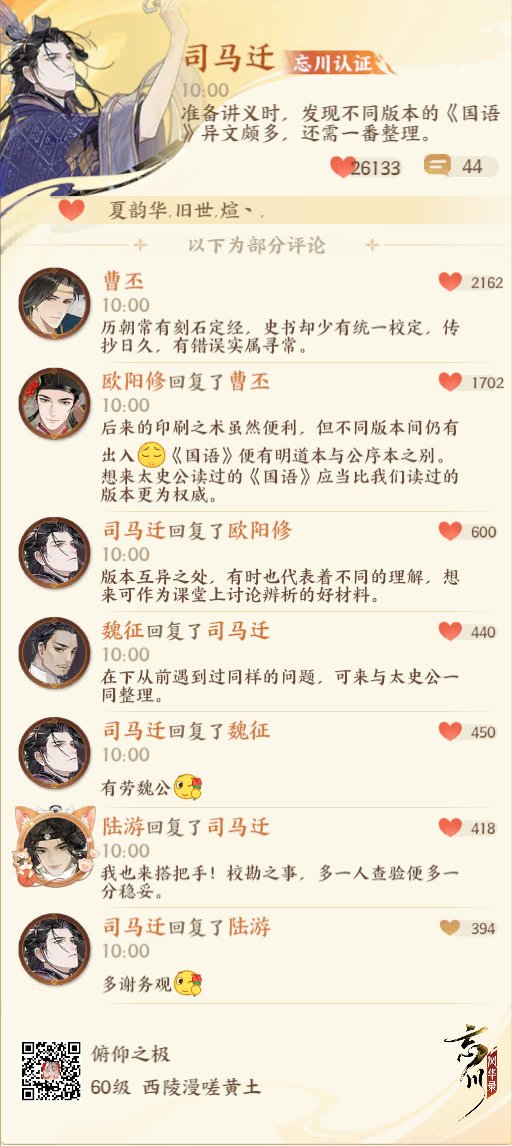 司马迁 忘川认证
10:00
准备讲义时，发现不同版本的《国语
》异文颇多，还需一番整理。
26133 44
夏韵华,旧世,煊丶,
以下为部分评论
曹丕 2162
10:00
历朝常有刻石定经，史书却少有统一校定，传
抄日久，有错误实属寻常。
欧阳修回复了曹丕 1702
10:00
后来的印刷之术虽然便利，但不同版本间仍有
出入《国语》便有明道本与公序本之别。
想来太史公读过的《国语》应当比我们读过的
版本更为权威。
司马迁回复了欧阳修 600
10:00
版本互异之处，有时也代表着不同的理解，想
来可作为课堂上讨论辨析的好材料。
魏征回复了司马迁 440
10:00
在下从前遇到过同样的问题，可来与太史公一
同整理。
司马迁回复了魏征 450
10:00
有劳魏公
陆游回复了司马迁 418
10:00
我也来搭把手！校勘之事，多一人查验便多一
分稳妥。
司马迁回复了陆游 394
10:00
多谢务观
俯仰之极
60级 西陵漫嗟黄土
忘川
风华录